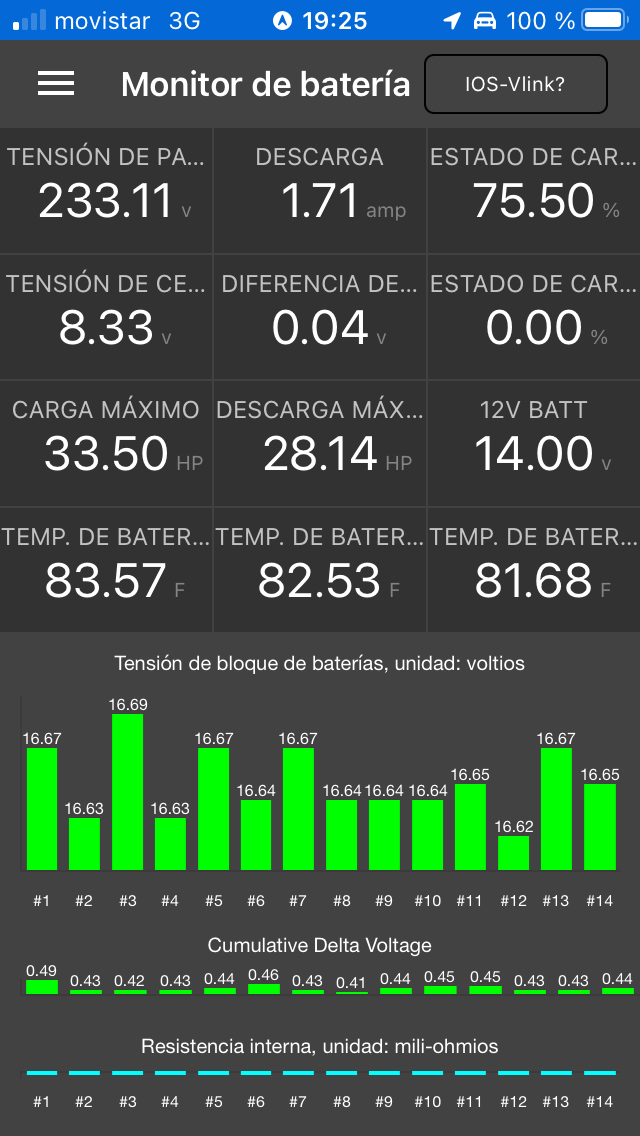 movistar 3G 19:25 100 %
Monitor de batería IOS-Vlink?
TENSIÓN DE PA... DESCARGA ESTADO DE CAR...
233.11 v 1.71 amp 75.50 %
TENSIÓN DE CE... DIFERENCIA DE... ESTADO DE CAR...
8.33 v 0.04 v 0.00 %
CARGA MÁXIMO DESCARGA MÁX... 12V BATT
33.50 HP 28.14 HP 14.00 v
TEMP. DE BATER... TEMP. DE BATER... TEMP. DE BATER...
83.57 F 82.53 F 81.68 F
Tensión de bloque de baterías, unidad: voltios
16.67 16.63 16.69 16.63 16.67 16.64 16.67 16.64 16.64 16.64 16.65 16.62 16.67 16.65
#1 #2 #3 #4 #5 #6 #7 #8 #9 #10 #11 #12 #13 #14
Cumulative Delta Voltage
0.49 0.43 0.42 0.43 0.44 0.46 0.43 0.41 0.44 0.45 0.45 0.43 0.43 0.44
Resistencia interna, unidad: mili-ohmios
#1 #2 #3 #4 #5 #6 #7 #8 #9 #10 #11 #12 #13 #14